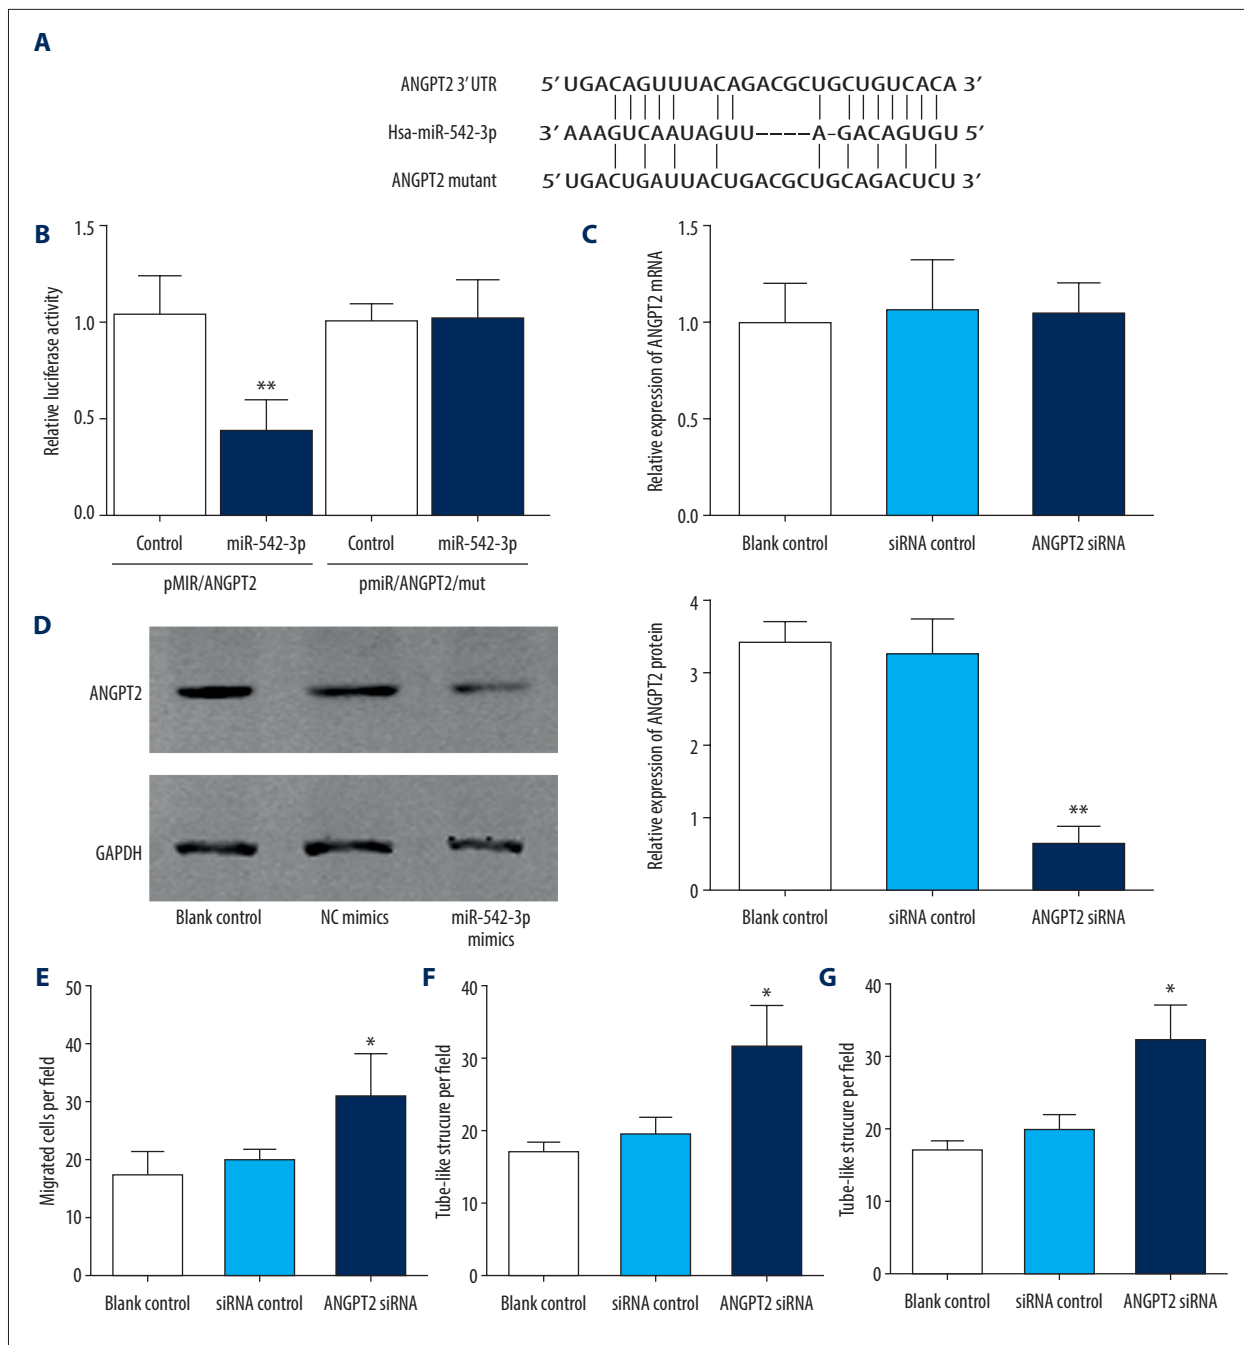 A
ANGPT2 3′ UTR 5′ UGACAGUUUACAGACGCUGCUGUCACA 3′
Hsa-miR-542-3p 3′ AAAGUCAAUAGUU----A-GACAGUGU 5′
ANGPT2 mutant 5′ UGACUGAUUACUGACGCUGCAGACUCU 3′
B
Relative luciferase activity
1.5
1.0
0.5
0.0
**
Control miR-542-3p Control miR-542-3p
pMIR/ANGPT2 pmiR/ANGPT2/mut
C
Relative expression of ANGPT2 mRNA
1.5
1.0
0.5
0.0
Blank control siRNA control ANGPT2 siRNA
D
ANGPT2
GAPDH
Blank control NC mimics miR-542-3p
mimics
Relative expression of ANGPT2 protein
4
3
2
1
0
**
Blank control siRNA control ANGPT2 siRNA
E
Migrated cells per field
50
40
30
20
10
0
*
Blank control siRNA control ANGPT2 siRNA
F
Tube-like strucure per field
40
30
20
10
0
*
Blank control siRNA control ANGPT2 siRNA
G
Tube-like strucure per field
40
30
20
10
0
*
Blank control siRNA control ANGPT2 siRNA